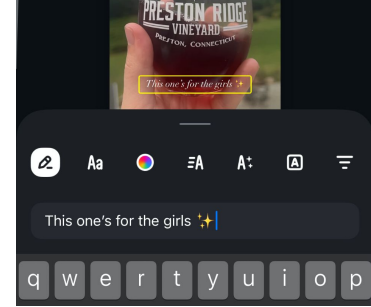 PRESTON RIDGE
VINEYARD
PRESTON, CONNECTICUT
This one's for the girls ✨
Aa
A
A
A
This one's for the girls ✨
q w e r t y u i o p